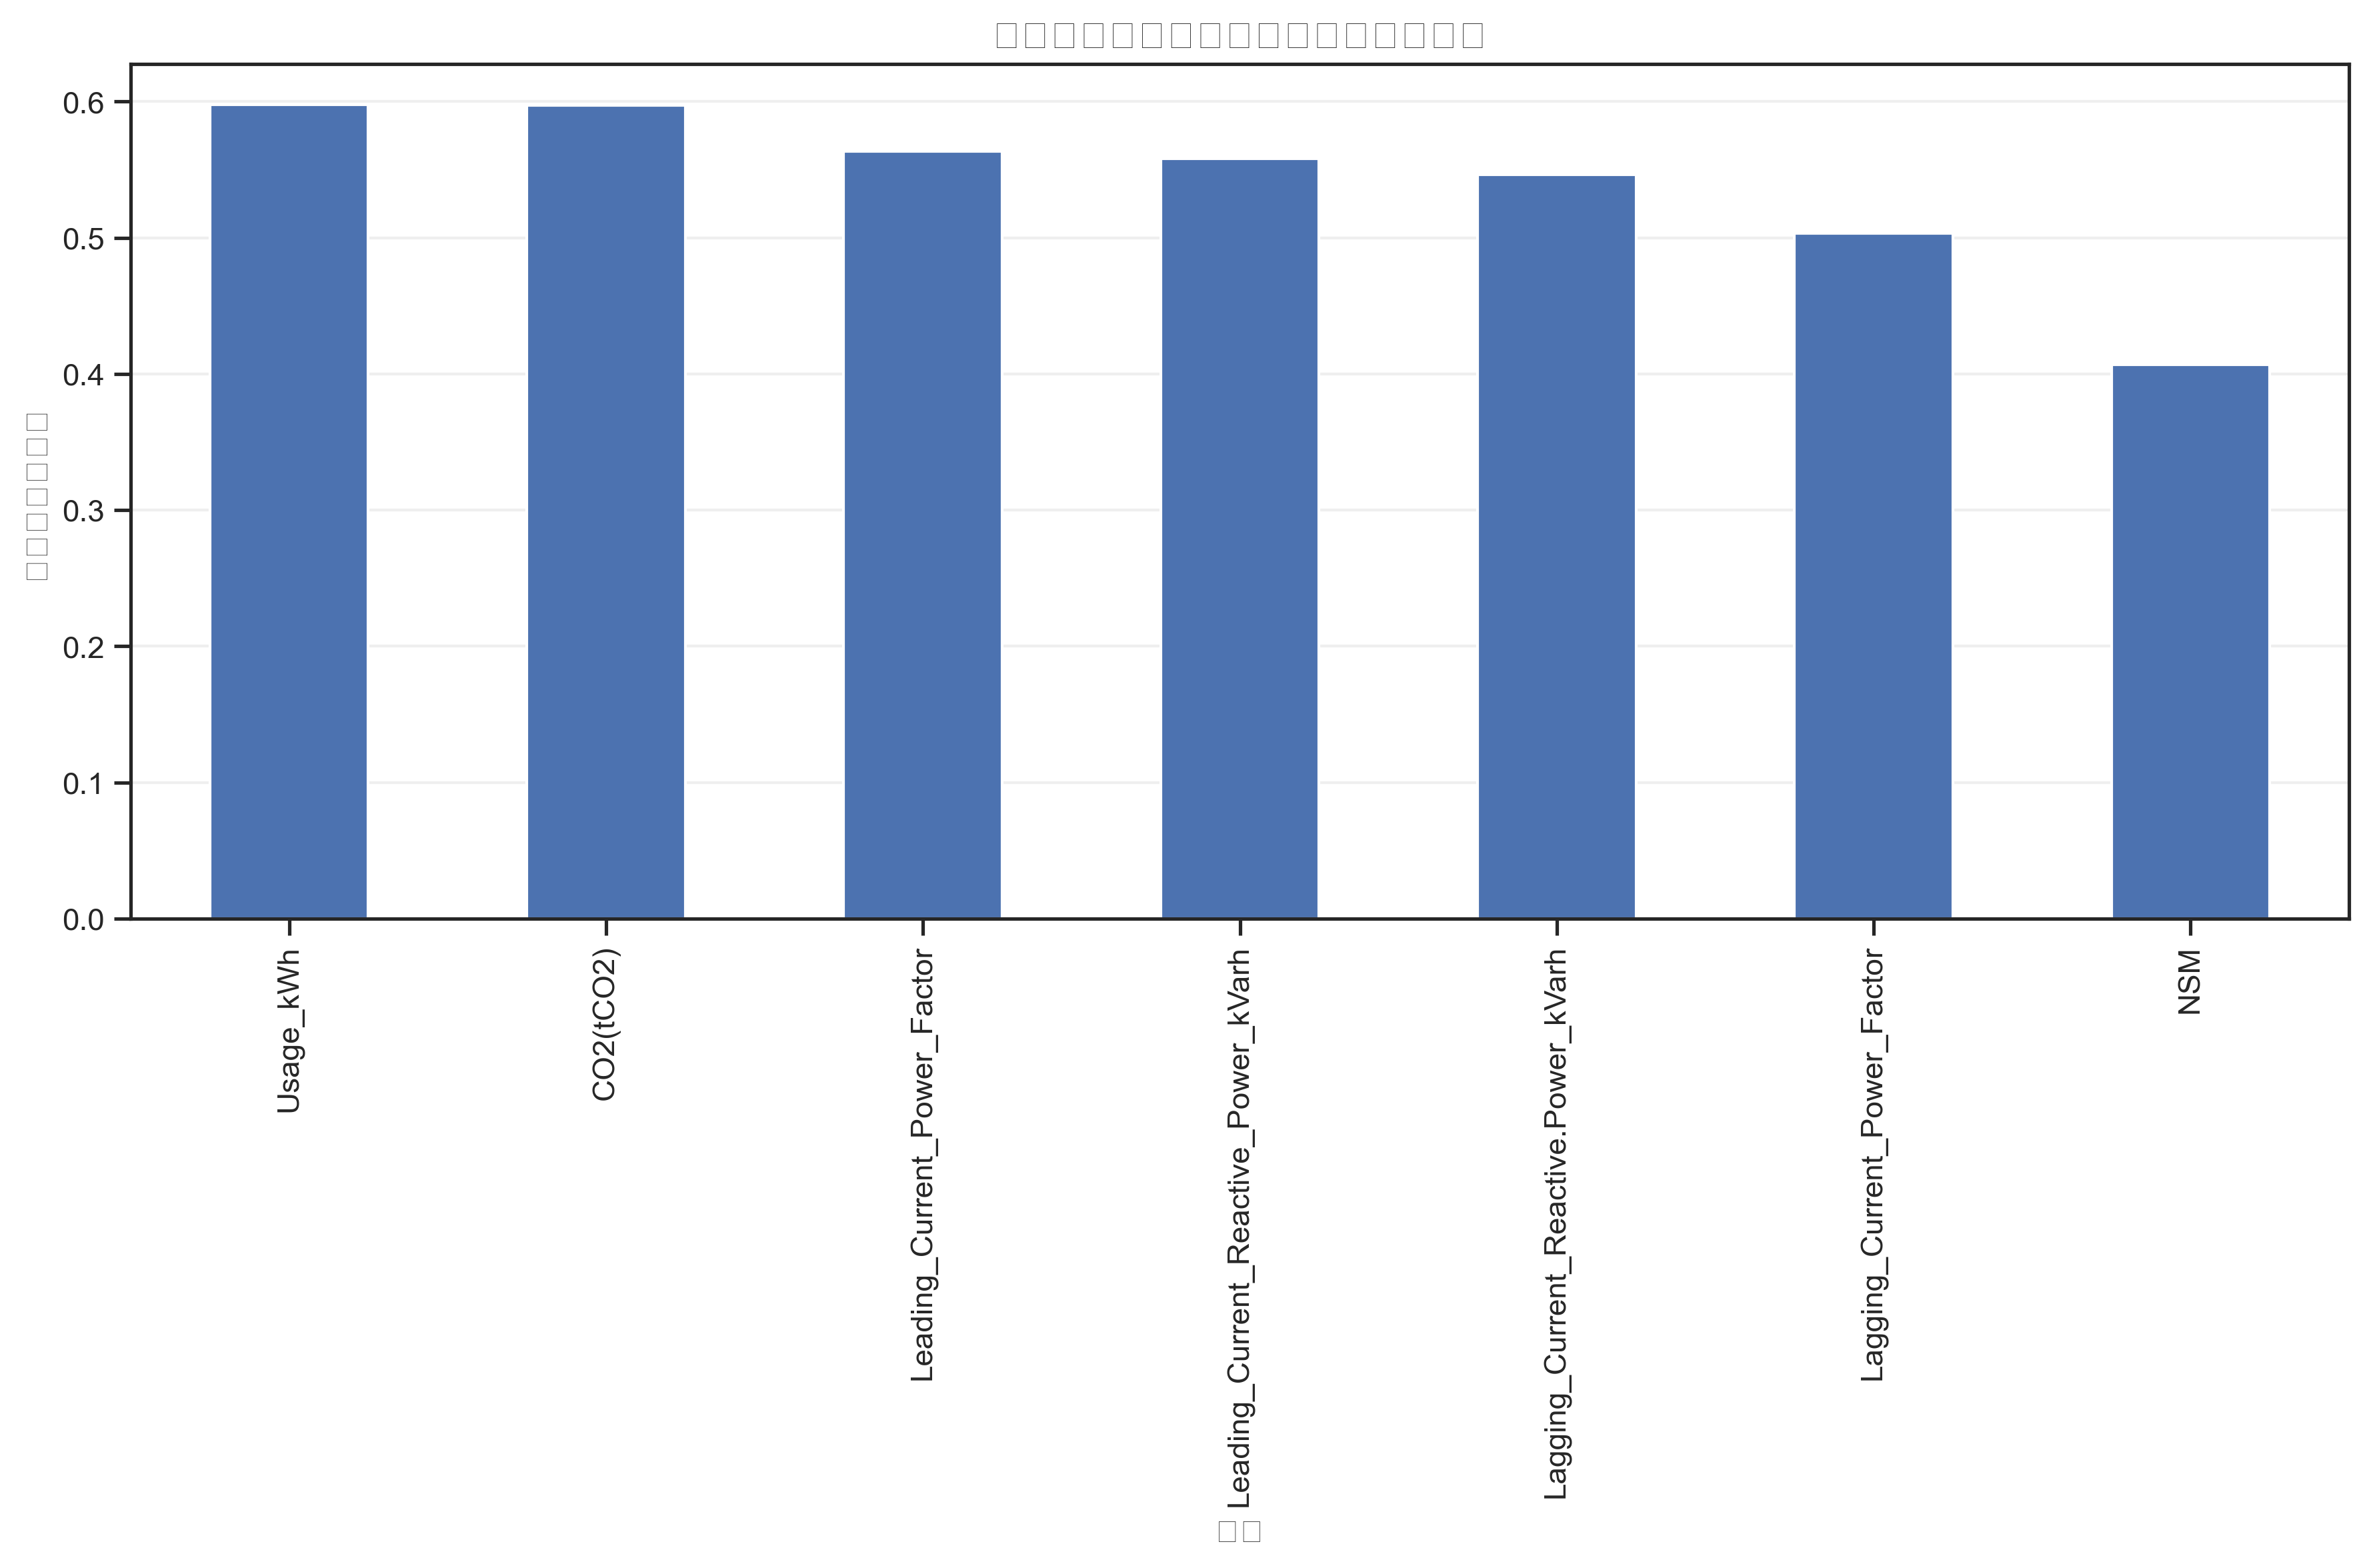 0.6
0.5
0.4
0.3
0.2
0.1
0.0
Usage_kWh
CO2(tCO2)
Leading_Current_Power_Factor
Leading_Current_Reactive_Power_kVarh
Lagging_Current_Reactive.Power_kVarh
Lagging_Current_Power_Factor
NSM